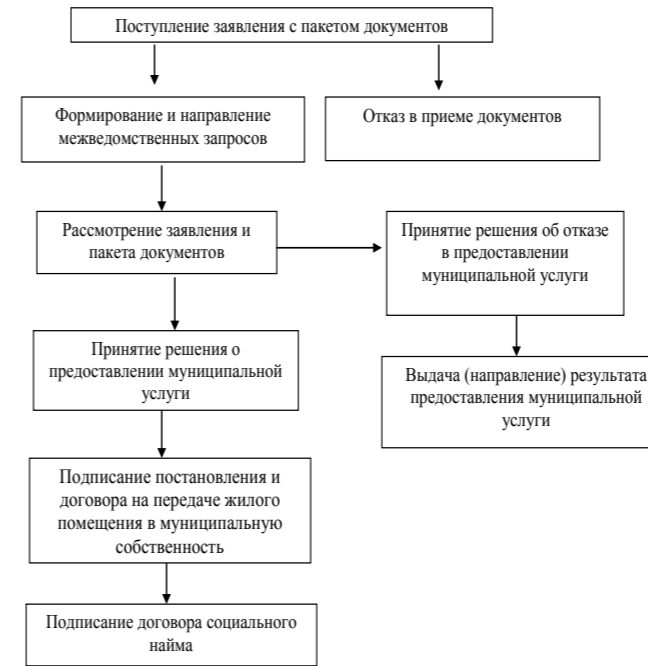 Поступление заявления с пакетом документов
Формирование и направление
межведомственных запросов
Отказ в приеме документов
Рассмотрение заявления и
пакета документов
Принятие решения об отказе
в предоставлении
муниципальной услуги
Принятие решения о
предоставлении муниципальной
услуги
Выдача (направление) результата
предоставления муниципальной
услуги
Подписание постановления и
договора на передаче жилого
помещения в муниципальную
собственность
Подписание договора социального
найма